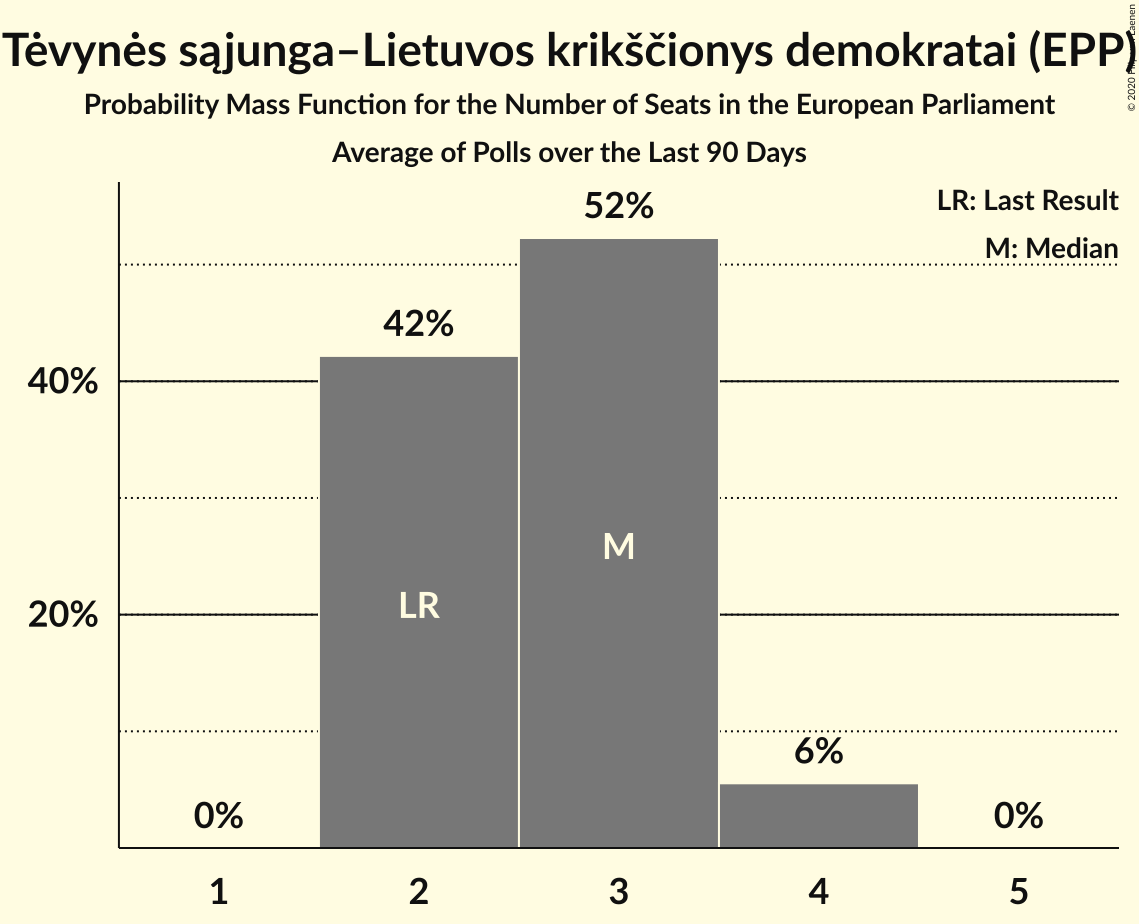 Tėvynės sąjunga–Lietuvos krikščionys demokratai (EPP)
Probability Mass Function for the Number of Seats in the European Parliament
Average of Polls over the Last 90 Days
© 2020 Laenen
LR: Last Result
M: Median
52%
42%
40%
M
LR
20%
6%
0%
0%
1 2 3 4 5